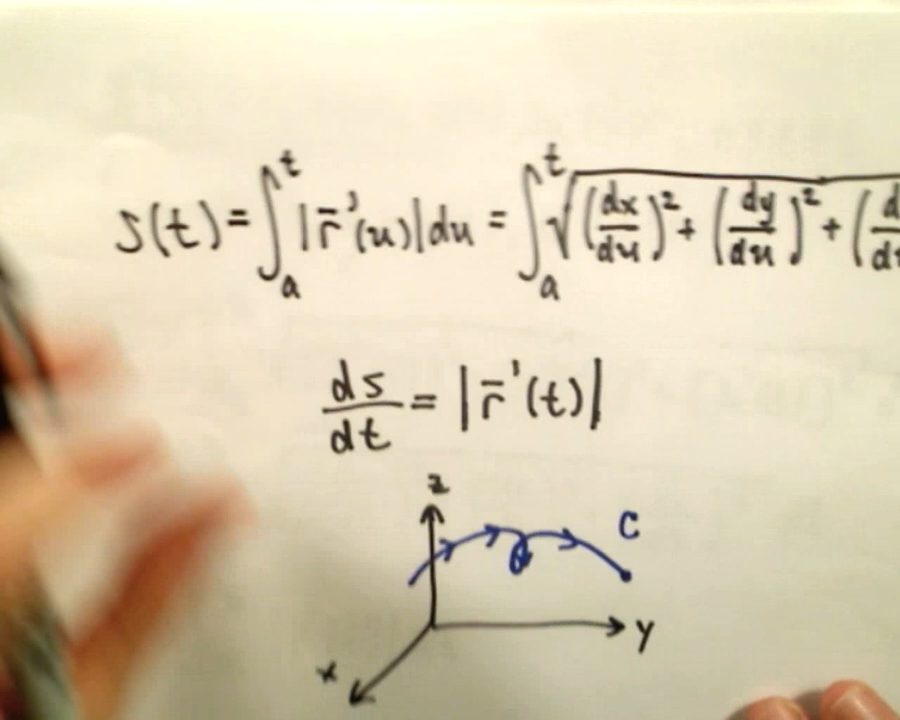 S(t) = ∫ₐᵗ |r̄'(u)| du = ∫ₐᵗ √(dx/du)² + (dy/du)² + (d
ds/dt = |r̄'(t)|
z
C
y
x